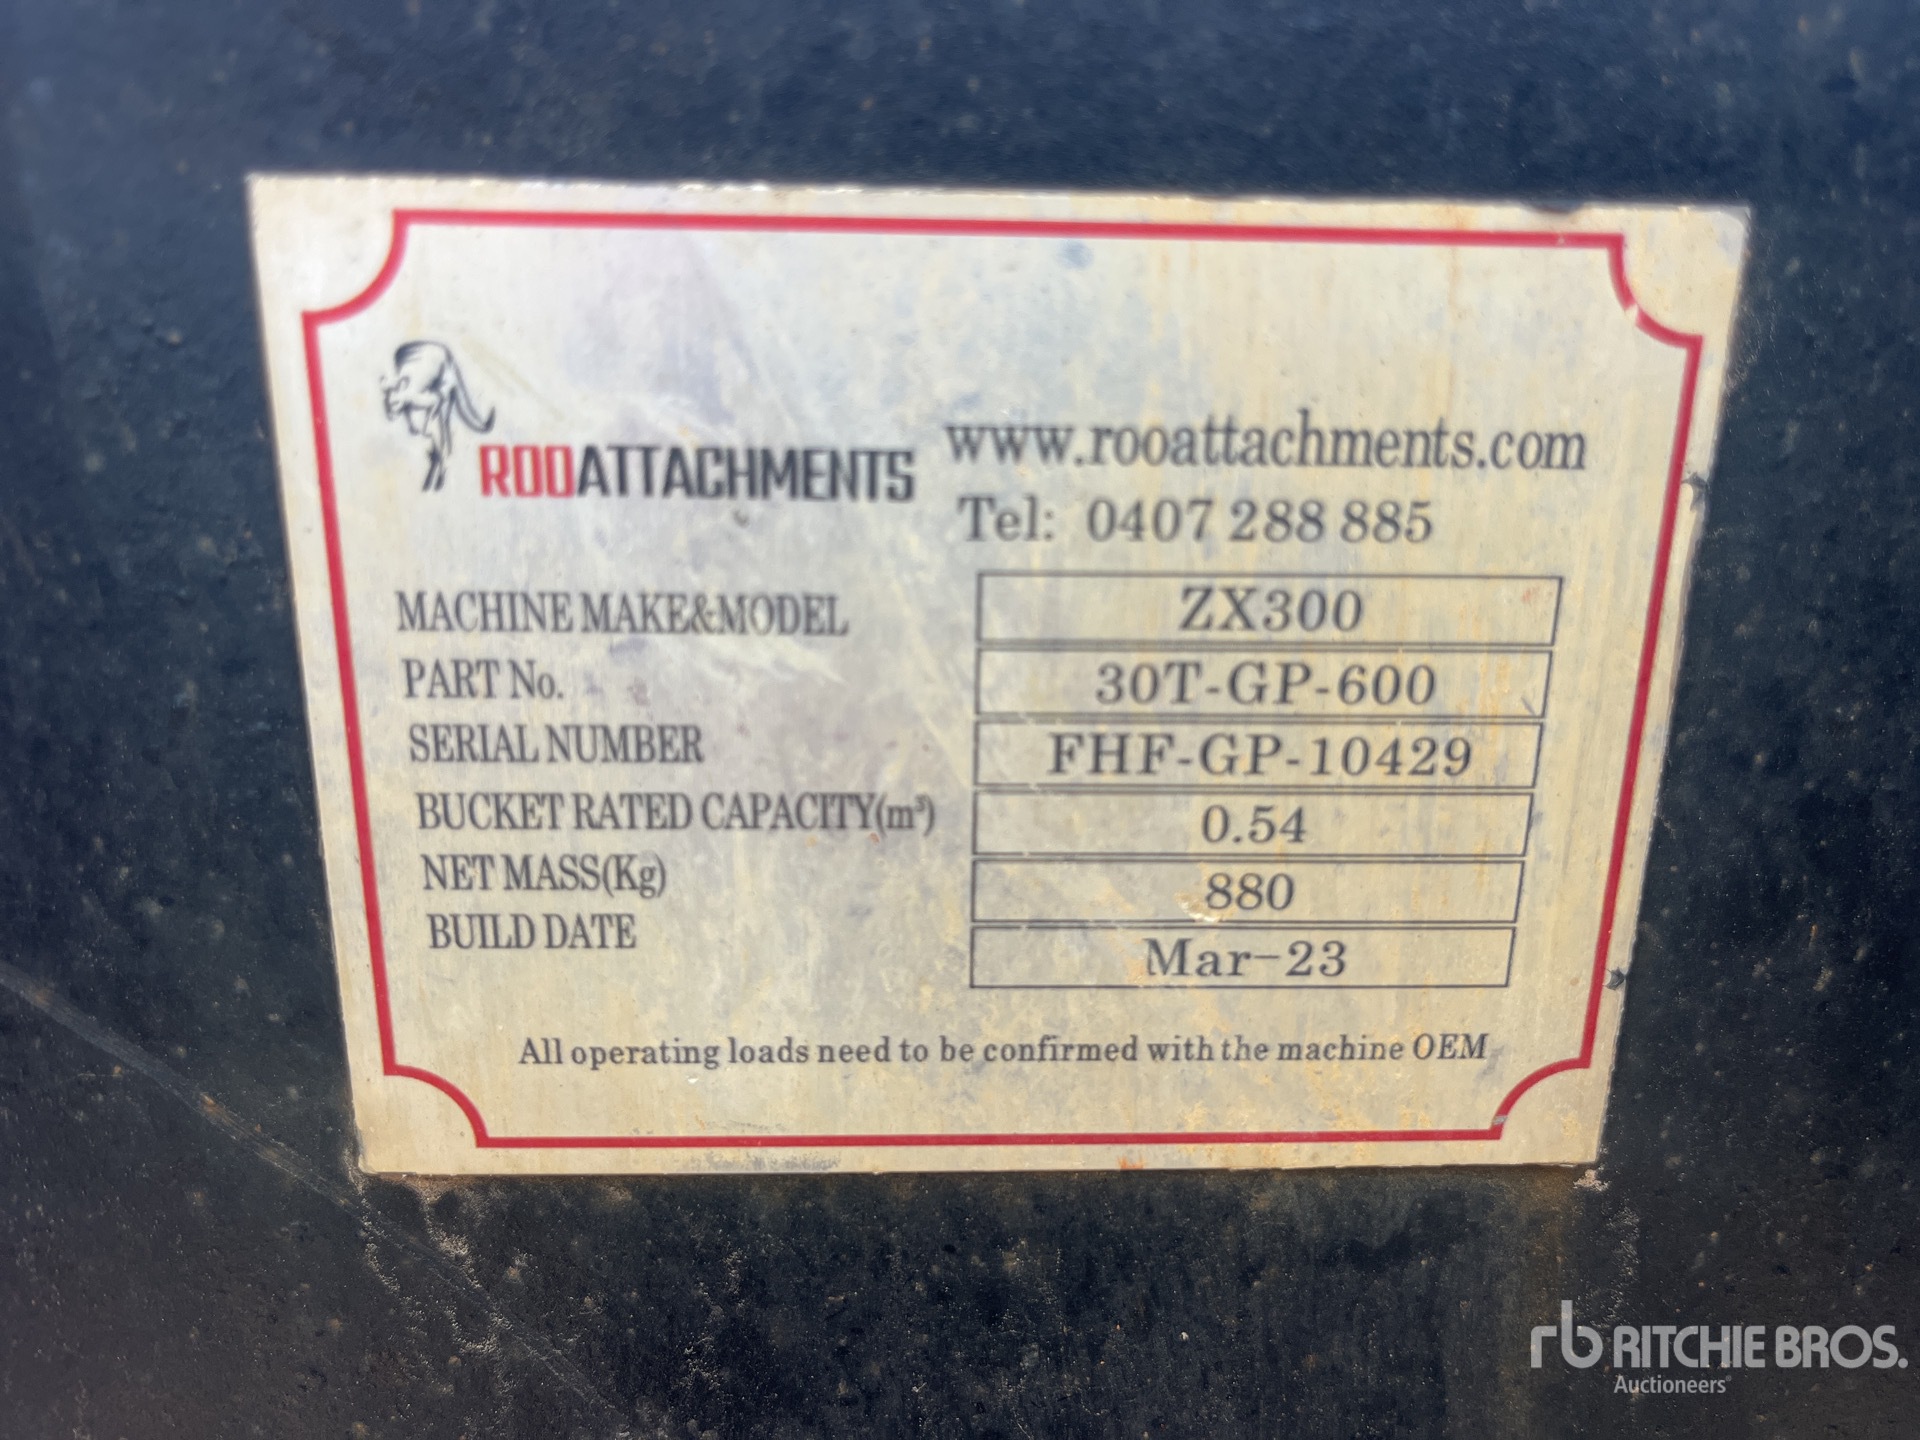 ROOATTACHMENTS
www.rooattachments.com
Tel: 0407 288 885
MACHINE MAKE&MODEL ZX300
PART No. 30T-GP-600
SERIAL NUMBER FHF-GP-10429
BUCKET RATED CAPACITY(m³) 0.54
NET MASS(Kg) 880
BUILD DATE Mar-23
All operating loads need to be confirmed with the machine OEM
rb RITCHIE BROS.
Auctioneers